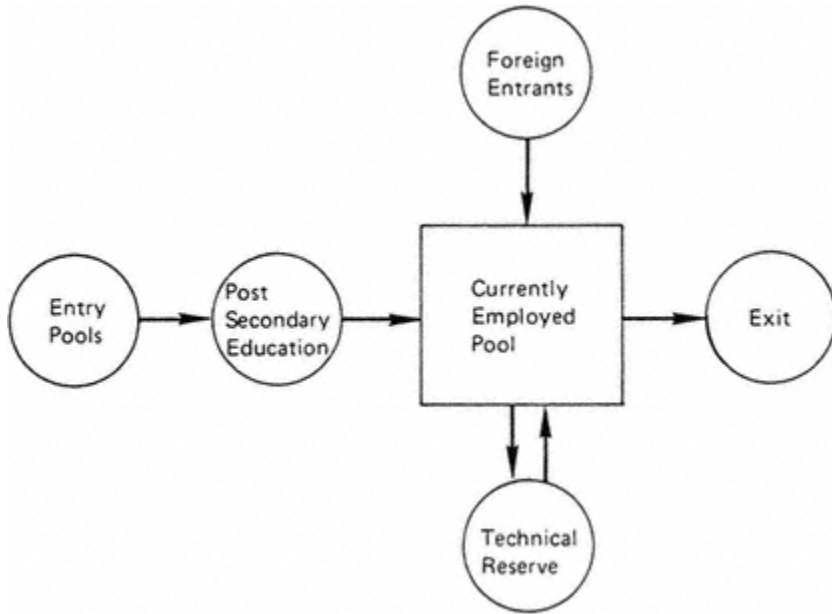 Foreign
Entrants
Entry
Pools
Post
Secondary
Education
Currently
Employed
Pool
Exit
Technical
Reserve